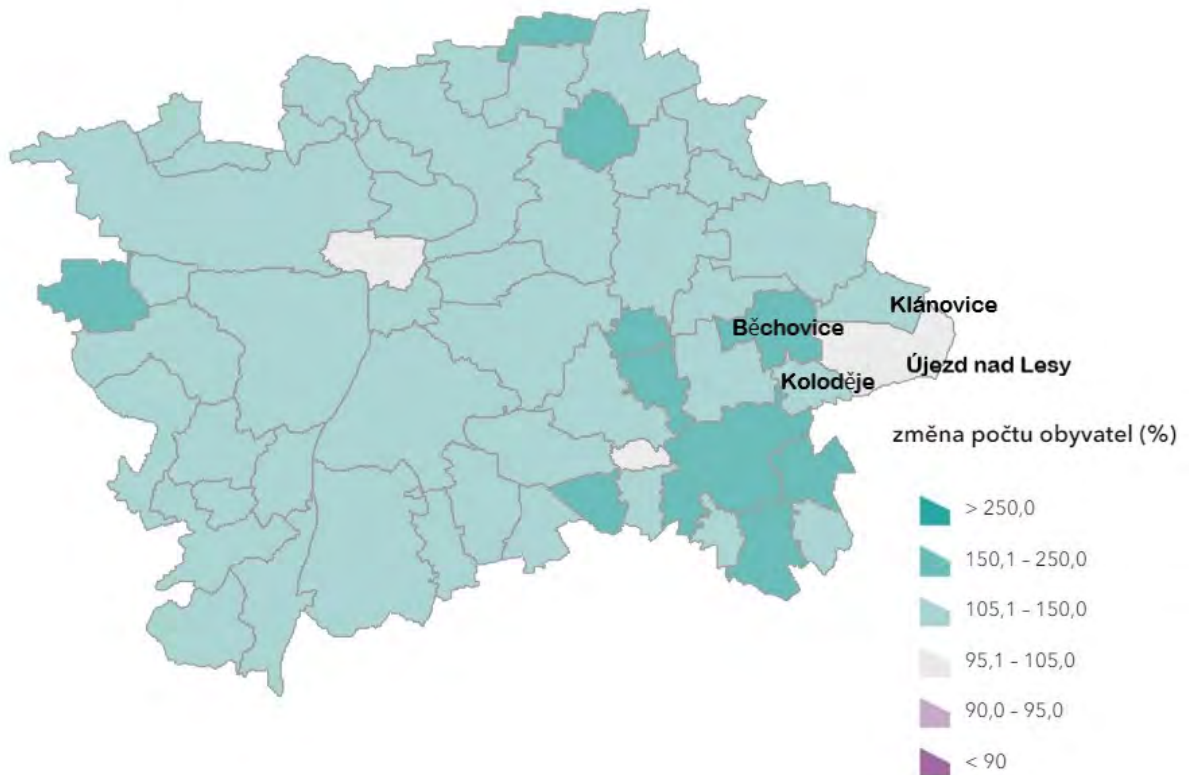 Klánovice
Běchovice
Újezd nad Lesy
Koloděje
změna počtu obyvatel (%)
> 250,0
150,1 - 250,0
105,1 - 150,0
95,1 - 105,0
90,0 - 95,0
< 90